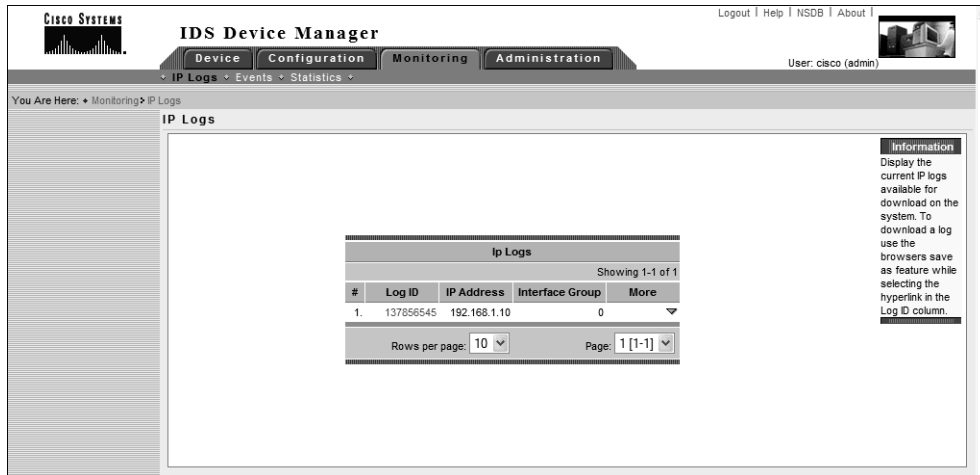 CISCO SYSTEMS
Logout | Help | NSDB | About |
IDS Device Manager
Device Configuration Monitoring Administration
User: cisco (admin)
IP Logs Events Statistics
You Are Here: Monitoring IP Logs
IP Logs
Information
Display the
current IP logs
available for
download on the
system. To
download a log
use the
browsers save
as feature while
selecting the
hyperlink in the
Log ID column.
Ip Logs
Showing 1-1 of 1
# Log ID IP Address Interface Group More
1. 137856545 192.168.1.10 0
Rows per page: 10 Page: 1 [1-1]